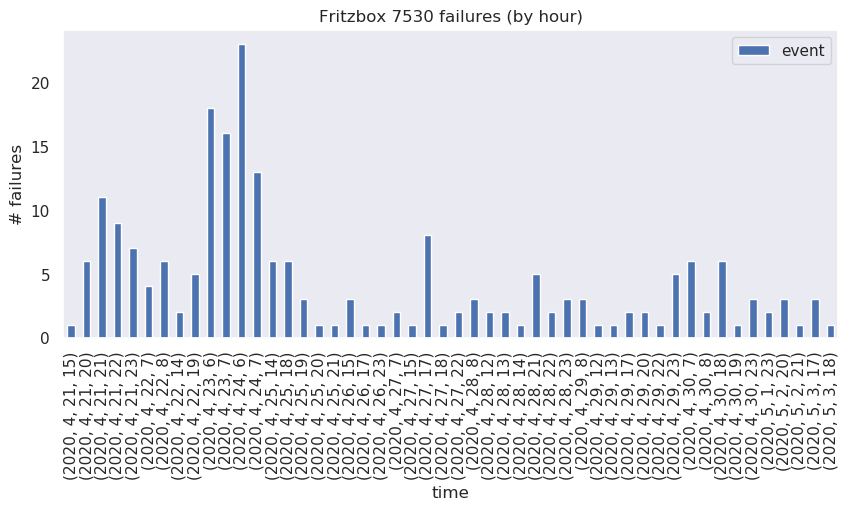 Fritzbox 7530 failures (by hour)
event
# failures
20
15
10
5
0
(2020, 4, 21, 15)
(2020, 4, 21, 20)
(2020, 4, 21, 21)
(2020, 4, 21, 22)
(2020, 4, 21, 23)
(2020, 4, 22, 7)
(2020, 4, 22, 8)
(2020, 4, 22, 14)
(2020, 4, 22, 19)
(2020, 4, 23, 6)
(2020, 4, 23, 7)
(2020, 4, 24, 6)
(2020, 4, 24, 7)
(2020, 4, 25, 14)
(2020, 4, 25, 18)
(2020, 4, 25, 19)
(2020, 4, 25, 20)
(2020, 4, 25, 21)
(2020, 4, 26, 15)
(2020, 4, 26, 17)
(2020, 4, 26, 23)
(2020, 4, 27, 7)
(2020, 4, 27, 15)
(2020, 4, 27, 17)
(2020, 4, 27, 18)
(2020, 4, 27, 22)
(2020, 4, 28, 8)
(2020, 4, 28, 12)
(2020, 4, 28, 13)
(2020, 4, 28, 14)
(2020, 4, 28, 21)
(2020, 4, 28, 22)
(2020, 4, 28, 23)
(2020, 4, 29, 8)
(2020, 4, 29, 12)
(2020, 4, 29, 13)
(2020, 4, 29, 17)
(2020, 4, 29, 20)
(2020, 4, 29, 22)
(2020, 4, 29, 23)
(2020, 4, 30, 7)
(2020, 4, 30, 8)
(2020, 4, 30, 18)
(2020, 4, 30, 19)
(2020, 4, 30, 23)
(2020, 5, 1, 23)
(2020, 5, 2, 20)
(2020, 5, 2, 21)
(2020, 5, 3, 17)
(2020, 5, 3, 18)
time